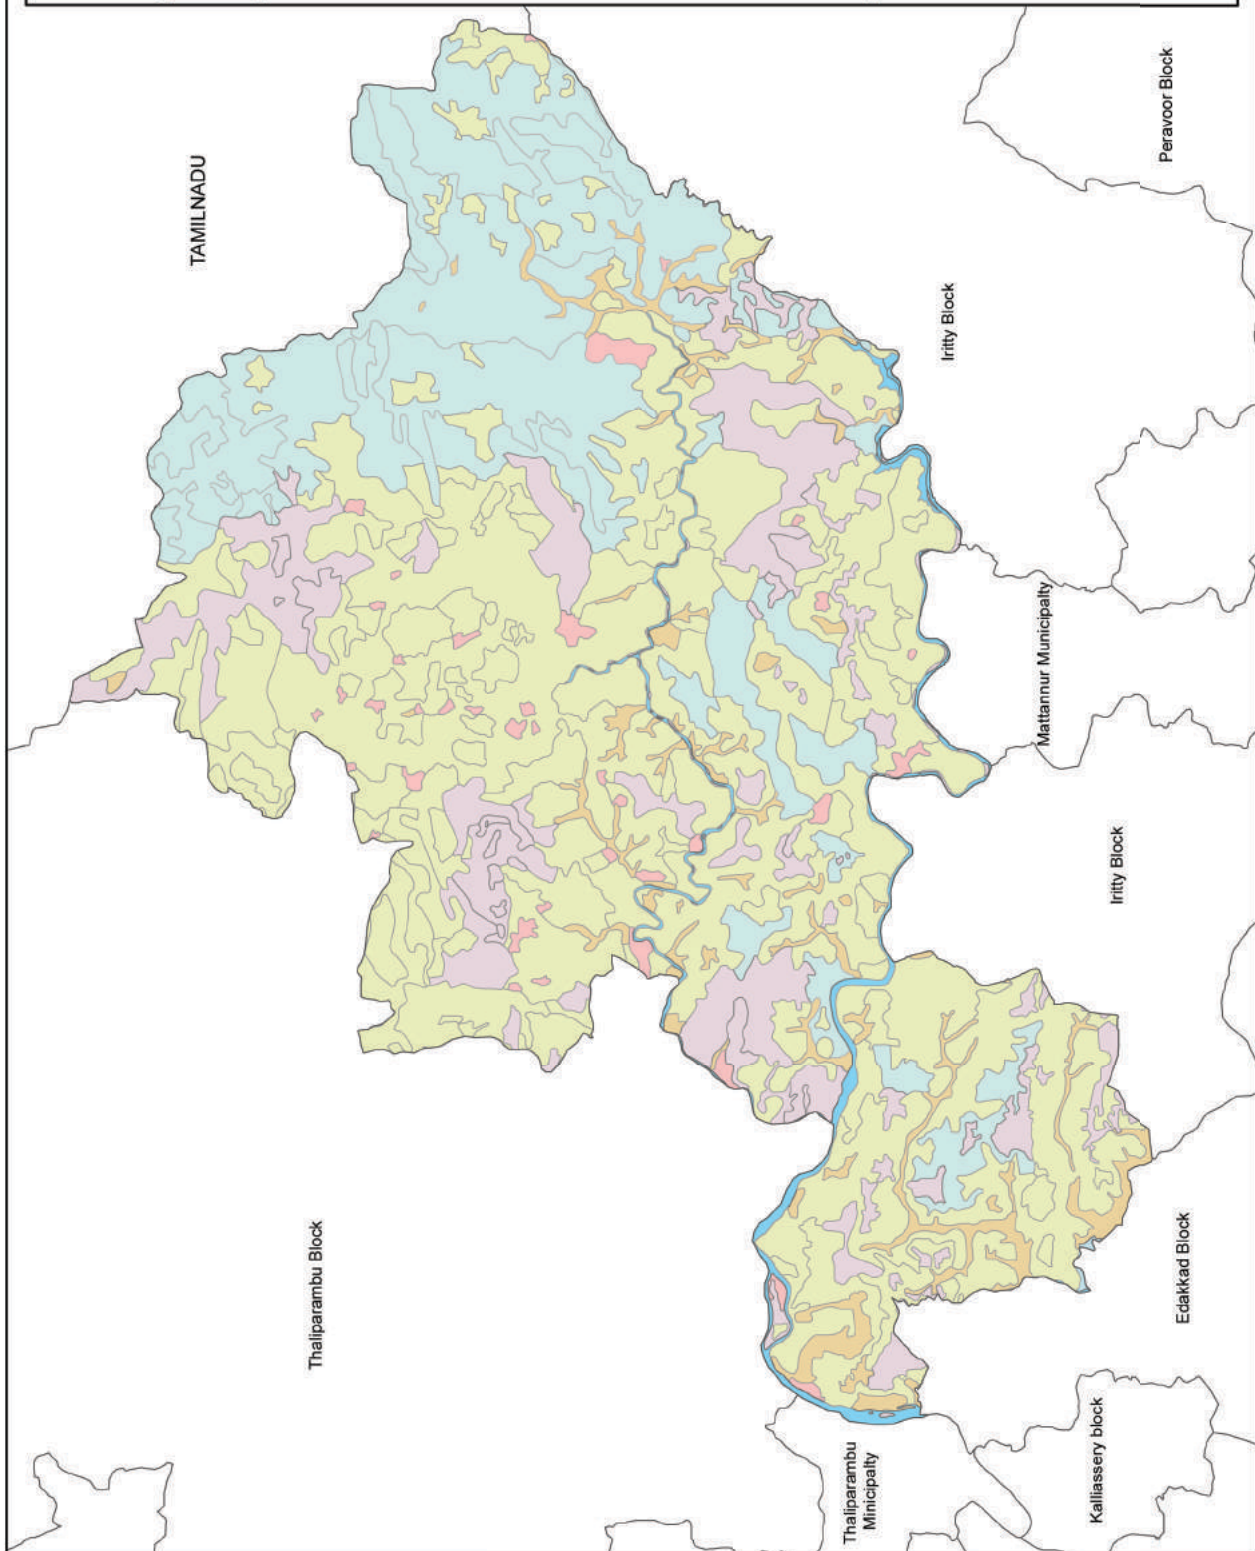 TAMILNADU
Peravoor Block
Iritty Block
Mattannur Municipalty
Iritty Block
Thaliparambu Block
Edakkad Block
Thaliparambu
Minicipalty
Kalliassery block